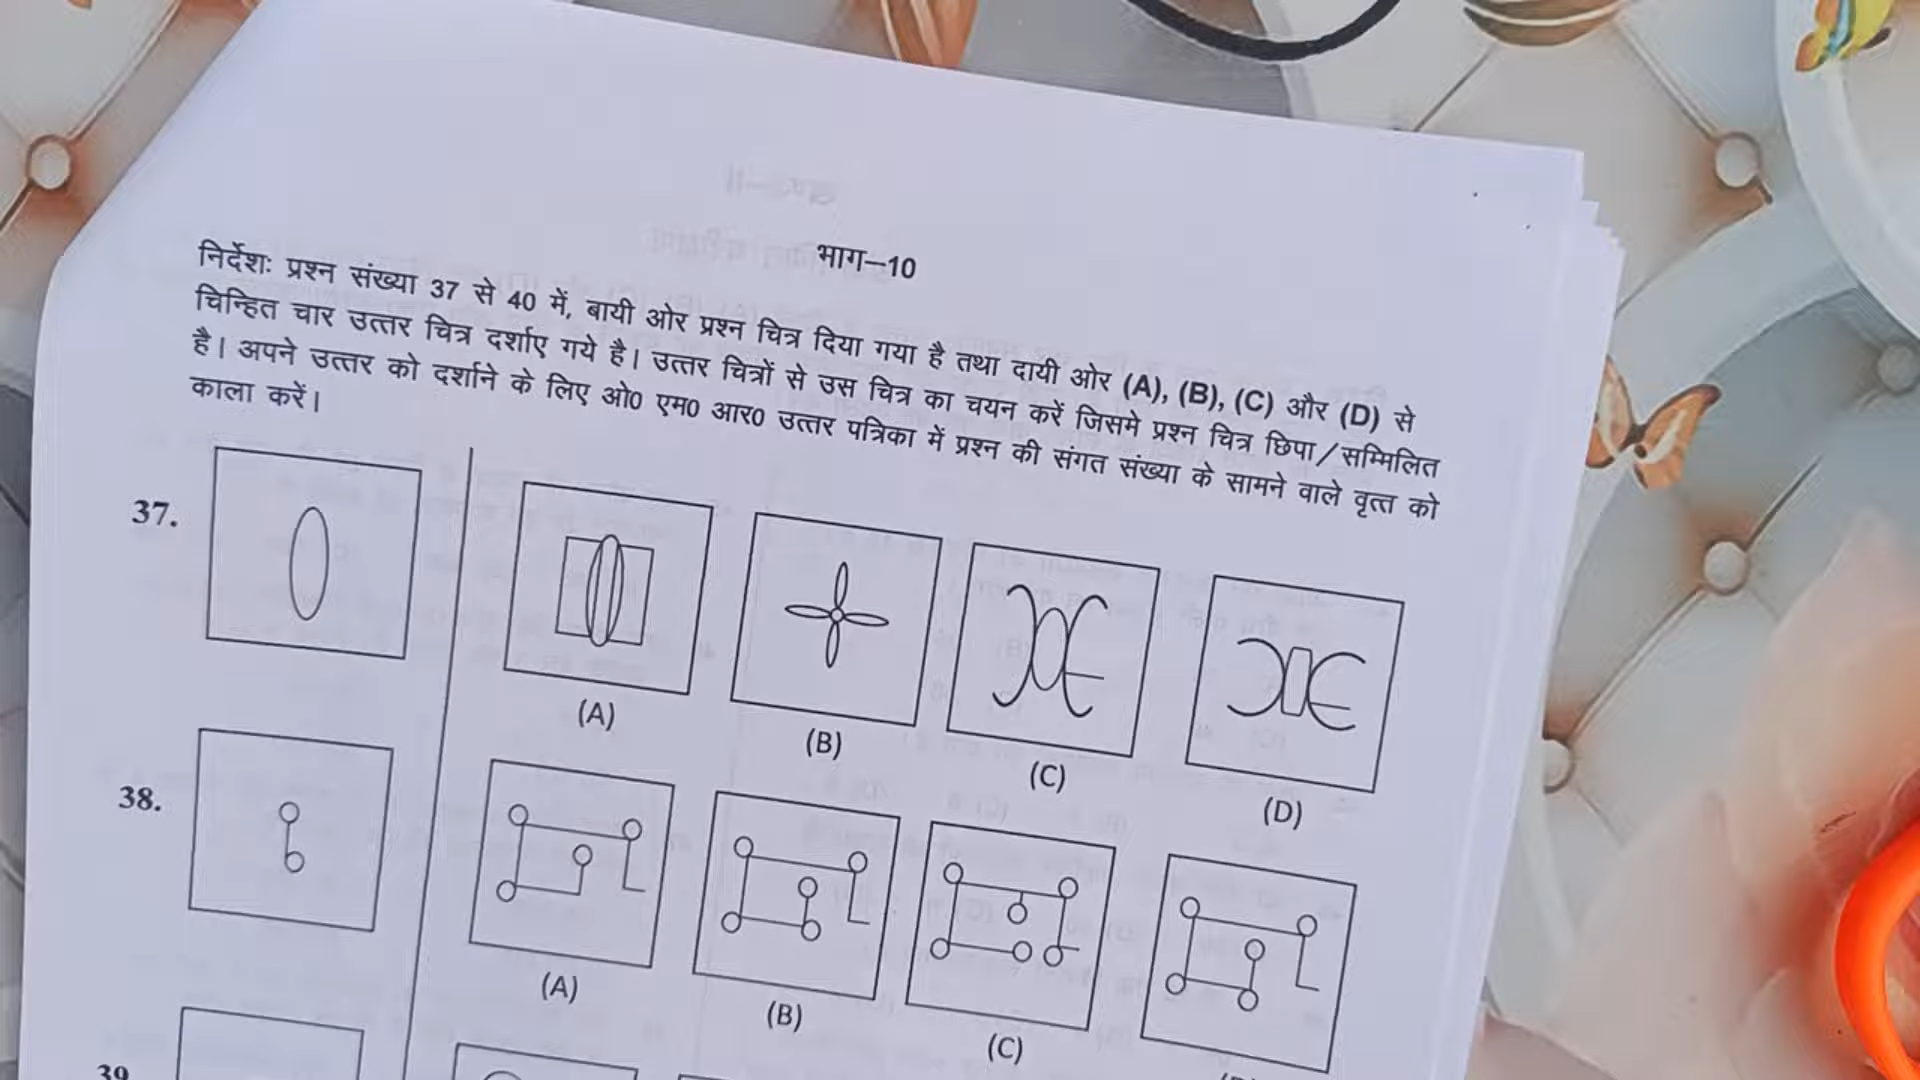 भाग–10
निर्देशः प्रश्न संख्या 37 से 40 में, बायी ओर प्रश्न चित्र दिया गया है तथा दायी ओर (A), (B), (C) और (D) से
चिन्हित चार उत्तर चित्र दर्शाए गये है। उत्तर चित्रों से उस चित्र का चयन करें जिसमे प्रश्न चित्र छिपा/सम्मिलित
है। अपने उत्तर को दर्शाने के लिए ओ0 एम0 आर0 उत्तर पत्रिका में प्रश्न की संगत संख्या के सामने वाले वृत्त को
काला करें।
37.
(A)
(B)
(C)
(D)
38.
(A)
(B)
(C)
39